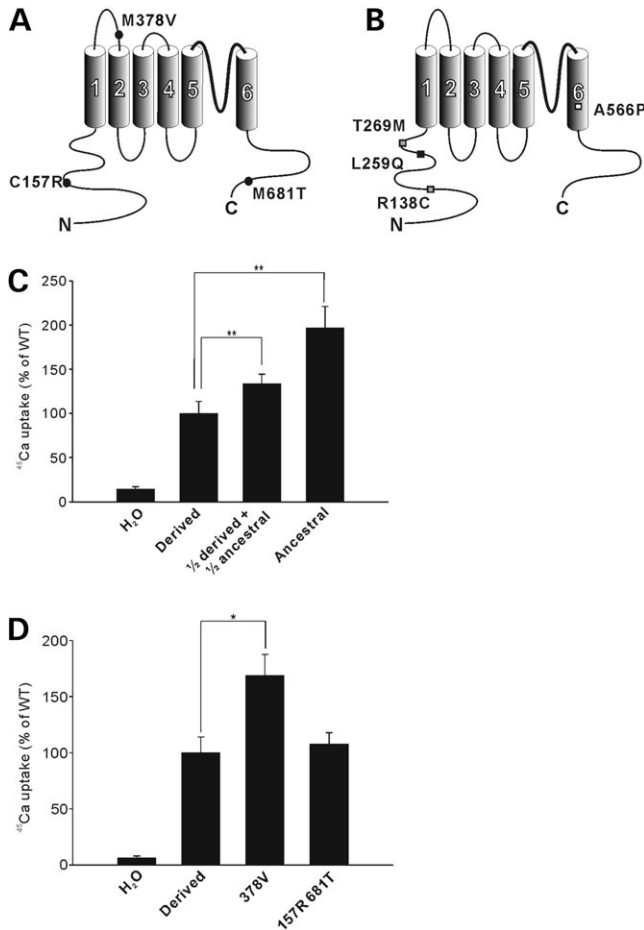 A
M378V
1 2 3 4 5 6
C157R
M681T
N
C
B
1 2 3 4 5 6
A566P
T269M
L259Q
R138C
N
C
C
⁴⁵Ca uptake (% of WT)
250
200
150
100
50
0
**
**
H₂O
Derived
½ derived +
½ ancestral
Ancestral
D
⁴⁵Ca uptake (% of WT)
200
150
100
50
0
*
H₂O
Derived
378V
157R 681T